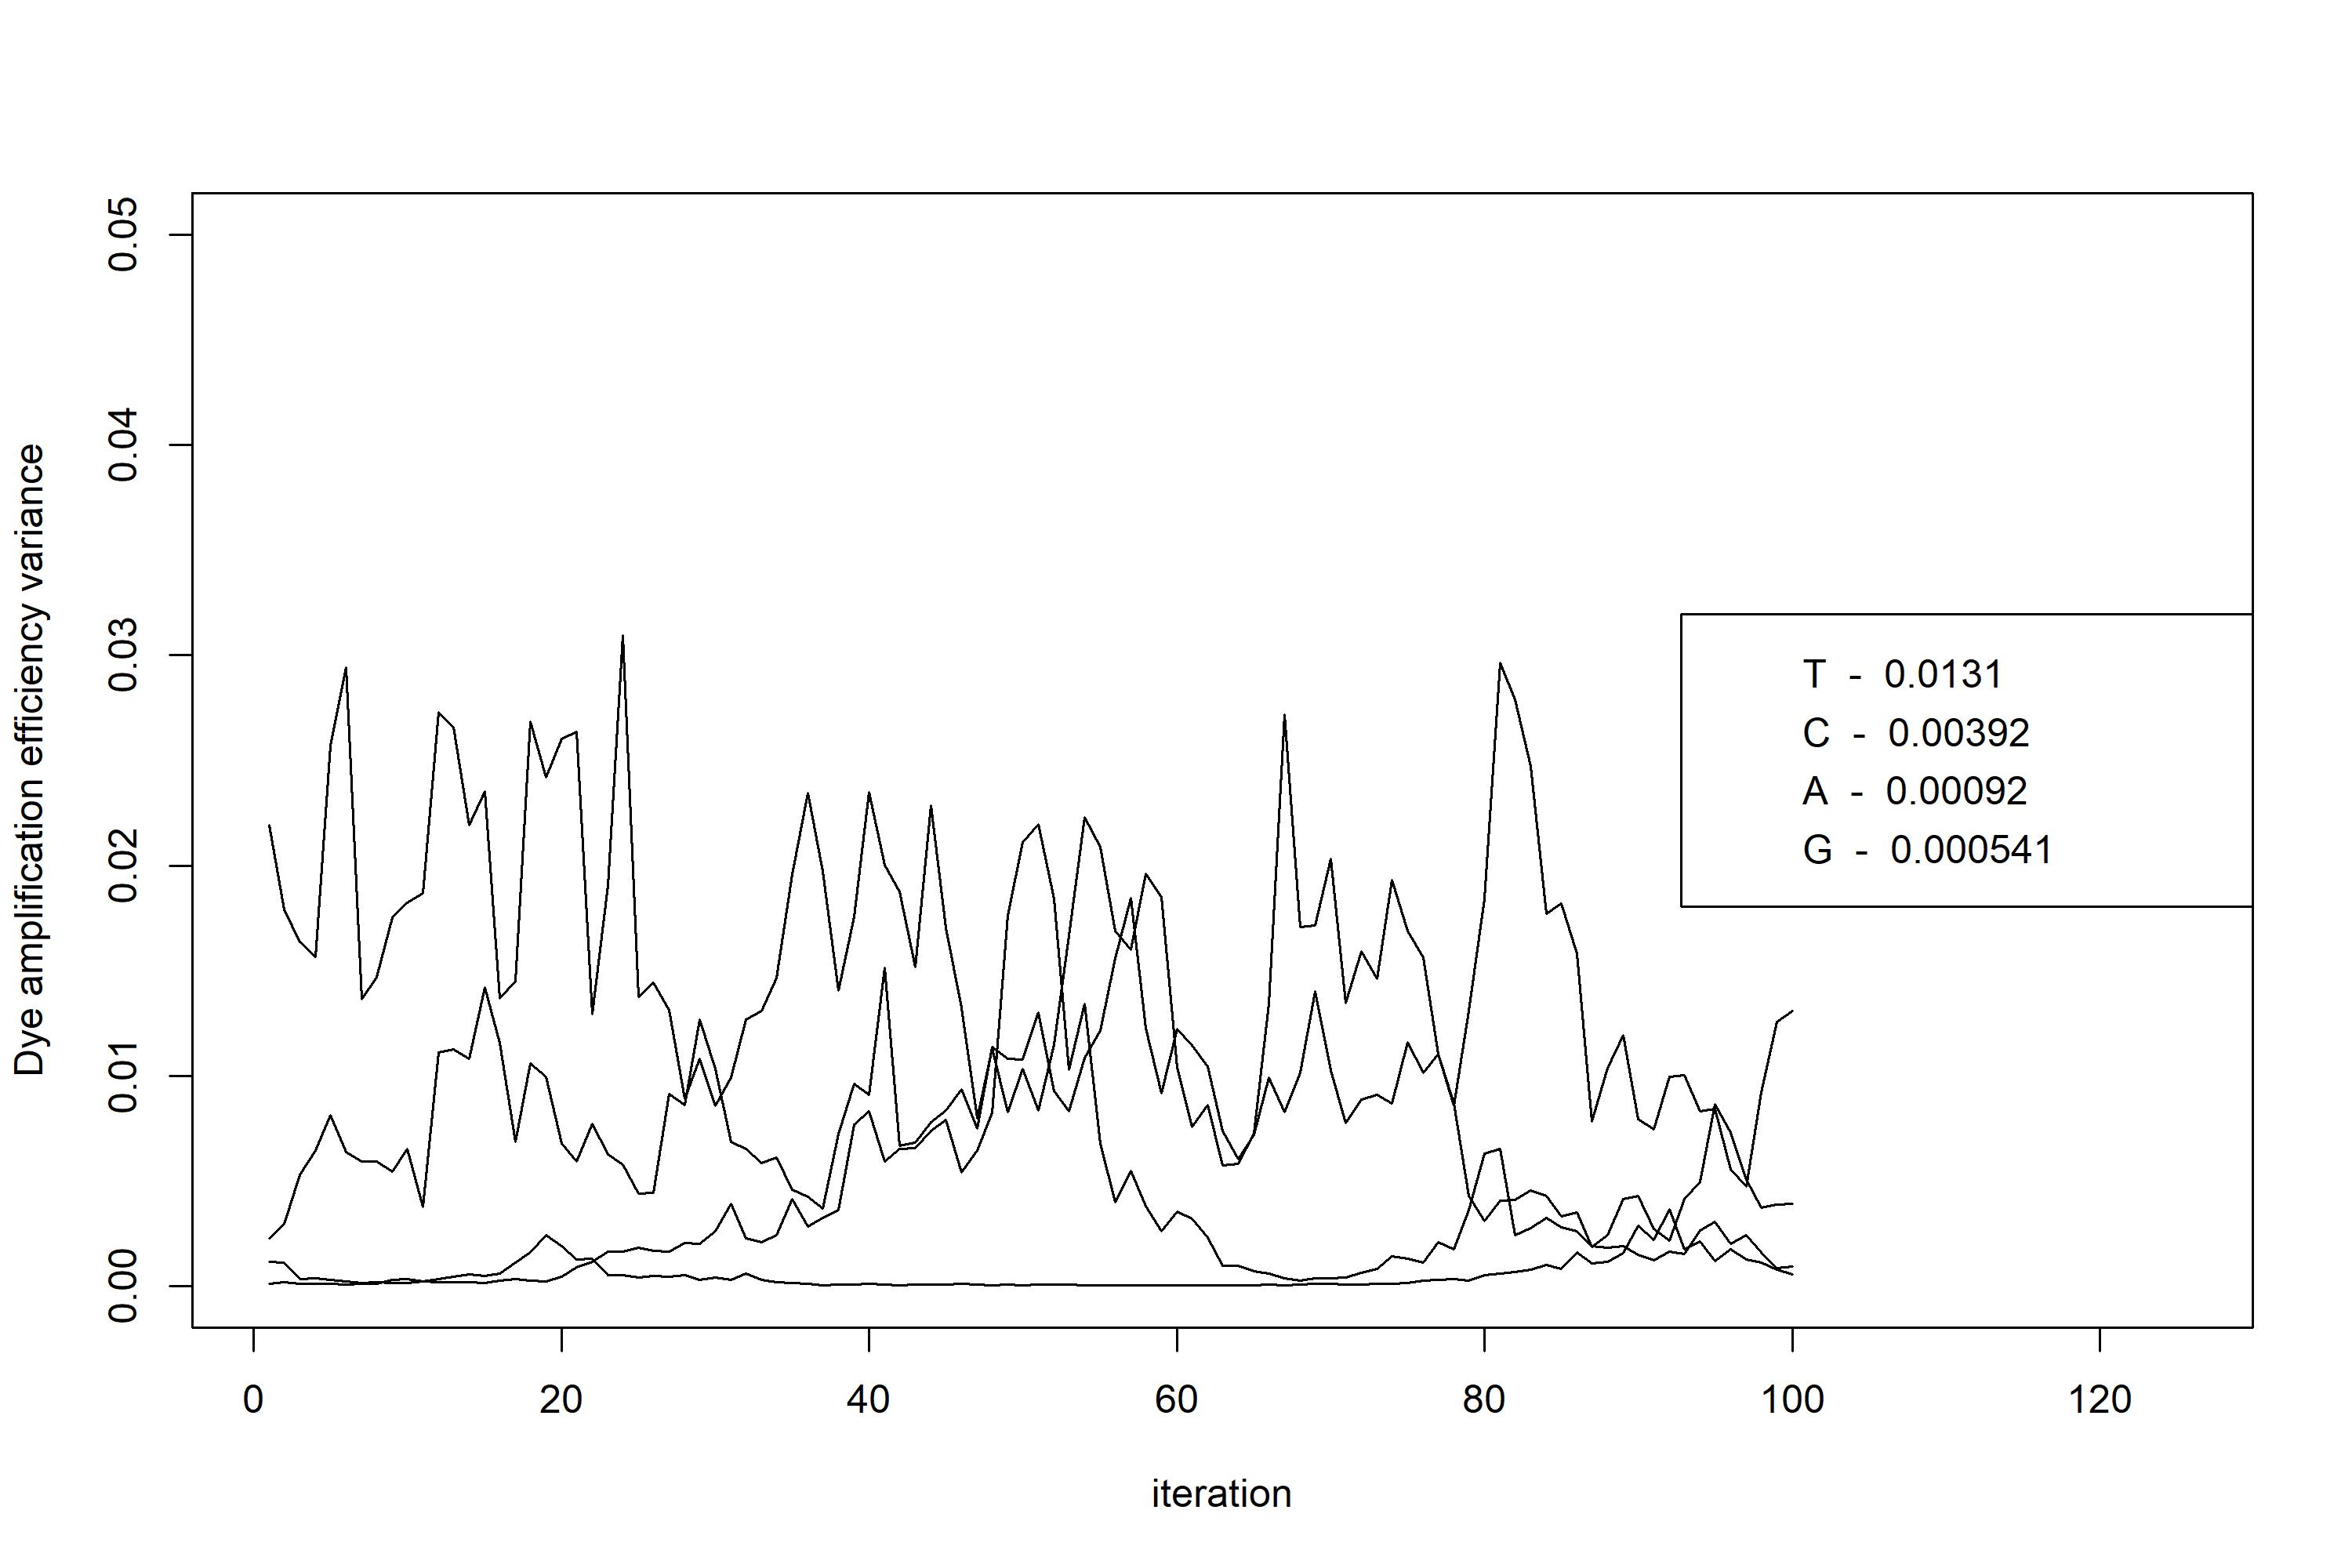 Dye amplification efficiency variance
0.05
0.04
0.03
0.02
0.01
0.00
T - 0.0131
C - 0.00392
A - 0.00092
G - 0.000541
0 20 40 60 80 100 120
iteration